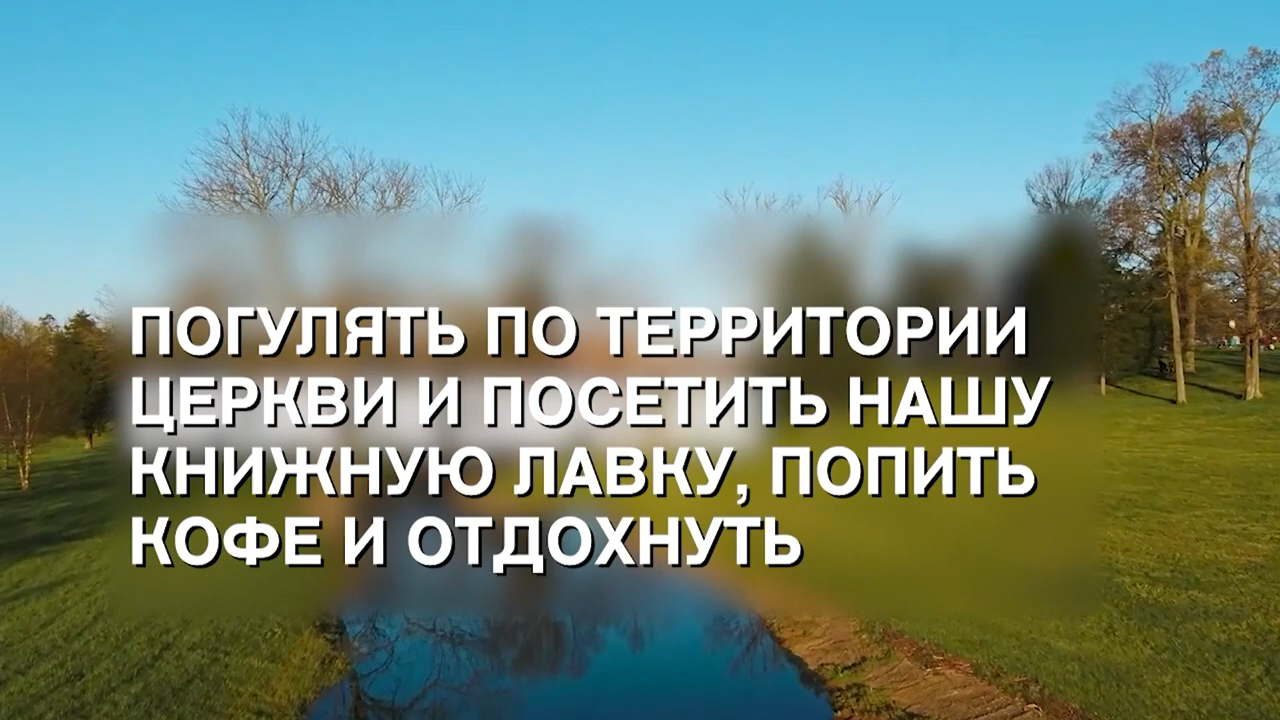 ПОГУЛЯТЬ ПО ТЕРРИТОРИИ
ЦЕРКВИ И ПОСЕТИТЬ НАШУ
КНИЖНУЮ ЛАВКУ, ПОПИТЬ
КОФЕ И ОТДОХНУТЬ